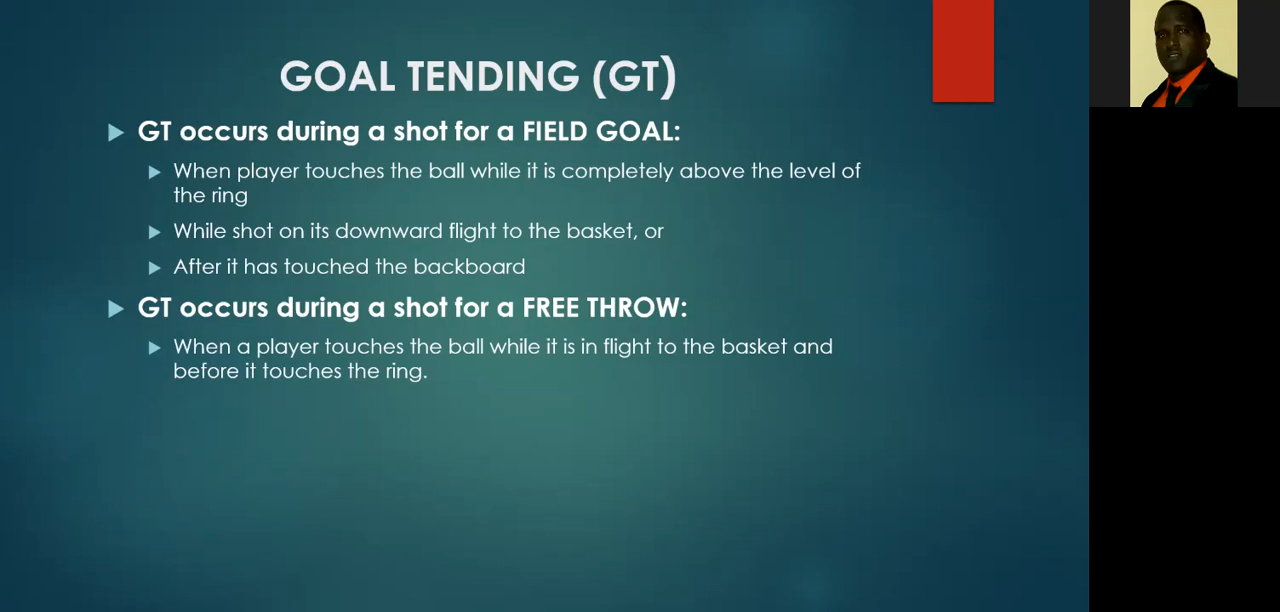 GOAL TENDING (GT)
GT occurs during a shot for a FIELD GOAL:
When player touches the ball while it is completely above the level of
the ring
While shot on its downward flight to the basket, or
After it has touched the backboard
GT occurs during a shot for a FREE THROW:
When a player touches the ball while it is in flight to the basket and
before it touches the ring.